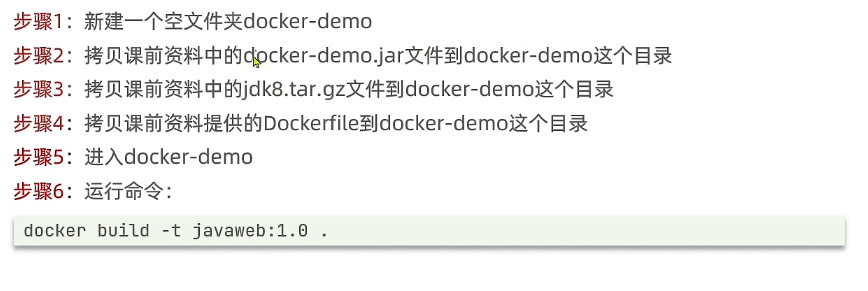 步骤1：新建一个空文件夹docker-demo
步骤2：拷贝课前资料中的docker-demo.jar文件到docker-demo这个目录
步骤3：拷贝课前资料中的jdk8.tar.gz文件到docker-demo这个目录
步骤4：拷贝课前资料提供的Dockerfile到docker-demo这个目录
步骤5：进入docker-demo
步骤6：运行命令：
docker build -t javaweb:1.0 .